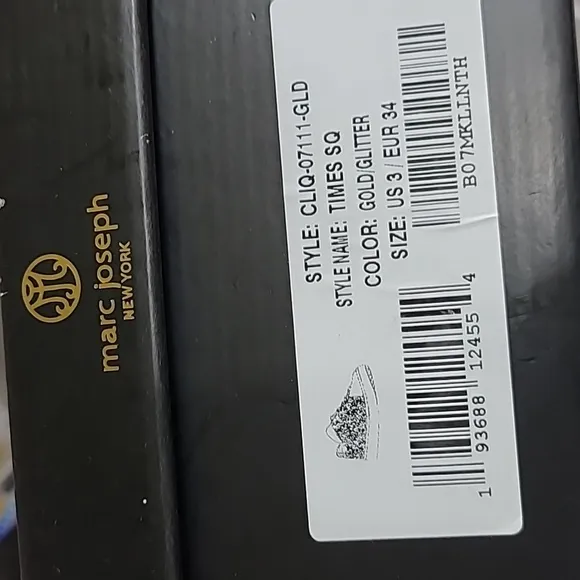 marc joseph
NEW YORK
STYLE: CLIQ-07111-GLD
STYLE NAME: TIMES SQ
COLOR: GOLD/GLITTER
SIZE: US 3 / EUR 34
B07MKLLNTH
1 93688 12455 4